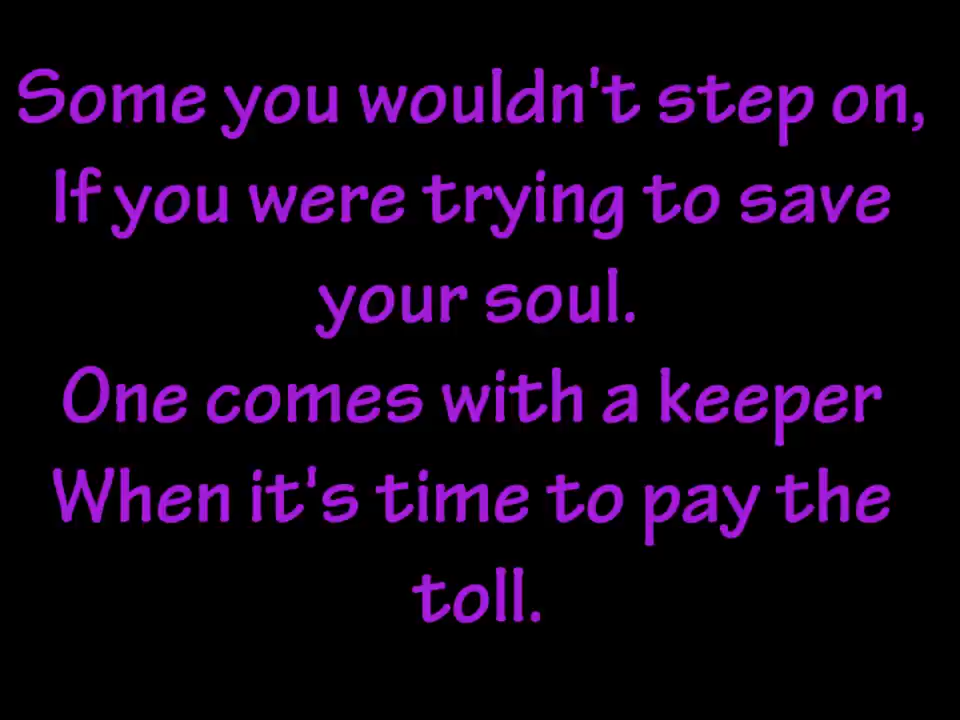 Some you wouldn't step on,
If you were trying to save
your soul.
One comes with a keeper
When it's time to pay the
toll.